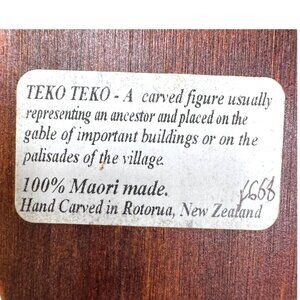 TEKO TEKO - A carved figure usually
representing an ancestor and placed on the
gable of important buildings or on the
palisades of the village.
100% Maori made.
Hand Carved in Rotorua, New Zealand